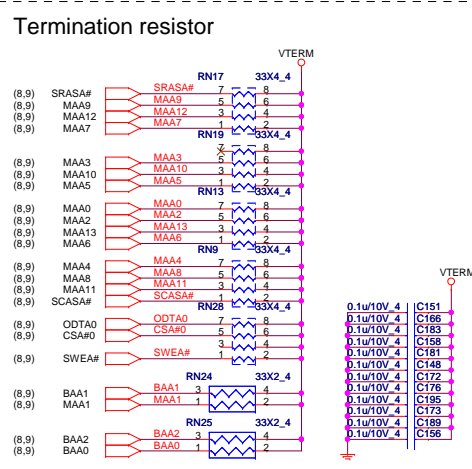 Termination resistor
VTERM
RN17 33X4_4
(8,9) SRASA# SRASA# 7 8
(8,9) MAA9 MAA9 5 6
(8,9) MAA12 MAA12 3 4
(8,9) MAA7 MAA7 1 2
RN19 33X4_4
7 8
(8,9) MAA3 MAA3 5 6
(8,9) MAA10 MAA10 3 4
(8,9) MAA5 MAA5 1 2
RN13 33X4_4
(8,9) MAA0 MAA0 7 8
(8,9) MAA2 MAA2 5 6
(8,9) MAA13 MAA13 3 4
(8,9) MAA6 MAA6 1 2
RN9 33X4_4
(8,9) MAA4 MAA4 7 8
(8,9) MAA8 MAA8 5 6
(8,9) MAA11 MAA11 3 4
(8,9) SCASA# SCASA# 1 2
RN28 33X4_4
(8,9) ODTA0 ODTA0 7 8
(8,9) CSA#0 CSA#0 5 6
3 4
(8,9) SWEA# SWEA# 1 2
RN24 33X2_4
(8,9) BAA1 BAA1 3 4
(8,9) MAA1 MAA1 1 2
RN25 33X2_4
(8,9) BAA2 BAA2 3 4
(8,9) BAA0 BAA0 1 2
VTERM
0.1u/10V_4 C151
0.1u/10V_4 C166
0.1u/10V_4 C183
0.1u/10V_4 C158
0.1u/10V_4 C181
0.1u/10V_4 C148
0.1u/10V_4 C172
0.1u/10V_4 C176
0.1u/10V_4 C195
0.1u/10V_4 C173
0.1u/10V_4 C189
0.1u/10V_4 C156